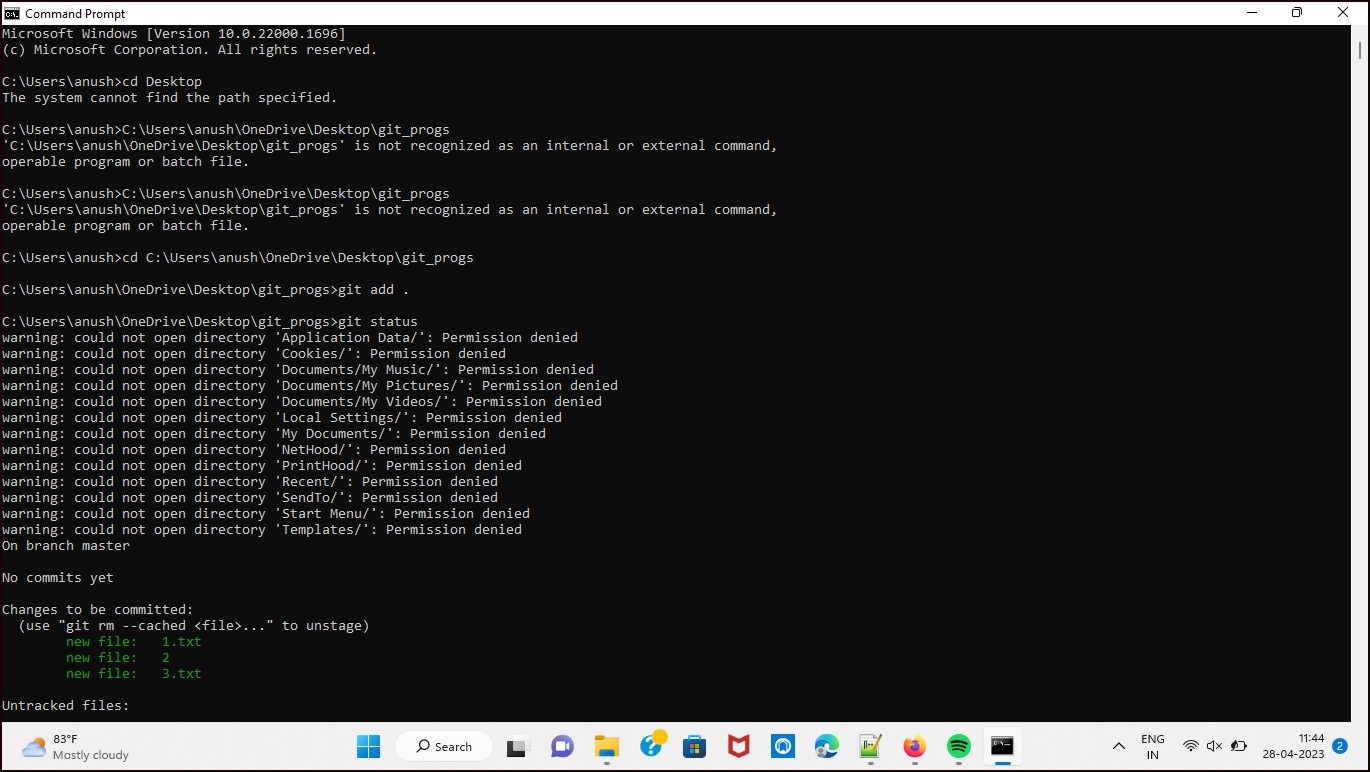 Command Prompt
Microsoft Windows [Version 10.0.22000.1696]
(c) Microsoft Corporation. All rights reserved.
C:\Users\anush>cd Desktop
The system cannot find the path specified.
C:\Users\anush>C:\Users\anush\OneDrive\Desktop\git_progs
'C:\Users\anush\OneDrive\Desktop\git_progs' is not recognized as an internal or external command,
operable program or batch file.
C:\Users\anush>C:\Users\anush\OneDrive\Desktop\git_progs
'C:\Users\anush\OneDrive\Desktop\git_progs' is not recognized as an internal or external command,
operable program or batch file.
C:\Users\anush>cd C:\Users\anush\OneDrive\Desktop\git_progs
C:\Users\anush\OneDrive\Desktop\git_progs>git add .
C:\Users\anush\OneDrive\Desktop\git_progs>git status
warning: could not open directory 'Application Data/': Permission denied
warning: could not open directory 'Cookies/': Permission denied
warning: could not open directory 'Documents/My Music/': Permission denied
warning: could not open directory 'Documents/My Pictures/': Permission denied
warning: could not open directory 'Documents/My Videos/': Permission denied
warning: could not open directory 'Local Settings/': Permission denied
warning: could not open directory 'My Documents/': Permission denied
warning: could not open directory 'NetHood/': Permission denied
warning: could not open directory 'PrintHood/': Permission denied
warning: could not open directory 'Recent/': Permission denied
warning: could not open directory 'SendTo/': Permission denied
warning: could not open directory 'Start Menu/': Permission denied
warning: could not open directory 'Templates/': Permission denied
On branch master
No commits yet
Changes to be committed:
(use "git rm --cached <file>..." to unstage)
new file: 1.txt
new file: 2
new file: 3.txt
Untracked files:
83°F
Mostly cloudy
Search
ENG
IN
11:44
28-04-2023
2